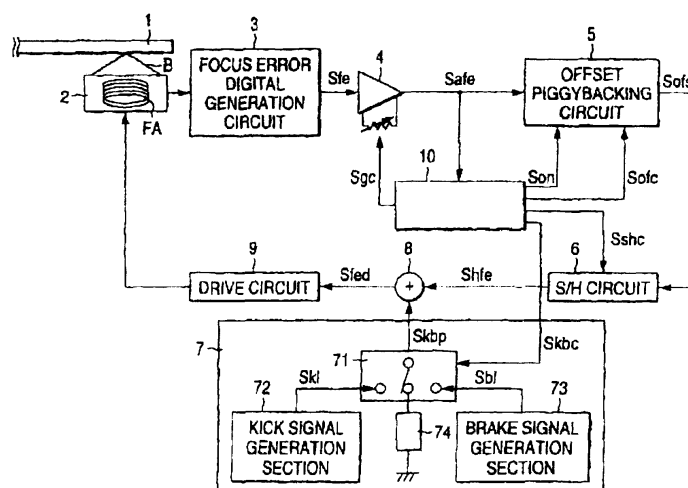 1
3
FOCUS ERROR
DIGITAL
GENERATION
CIRCUIT
2
B
FA
Sfe
4
Safe
5
OFFSET
PIGGYBACKING
CIRCUIT
Sofs
Sgc
10
Son
Sofc
Sshc
9
DRIVE CIRCUIT
Sfed
8
+
Shfe
6
S/H CIRCUIT
7
Skbp
Skbc
71
72
Ski
KICK SIGNAL
GENERATION
SECTION
74
Sbl
73
BRAKE SIGNAL
GENERATION
SECTION